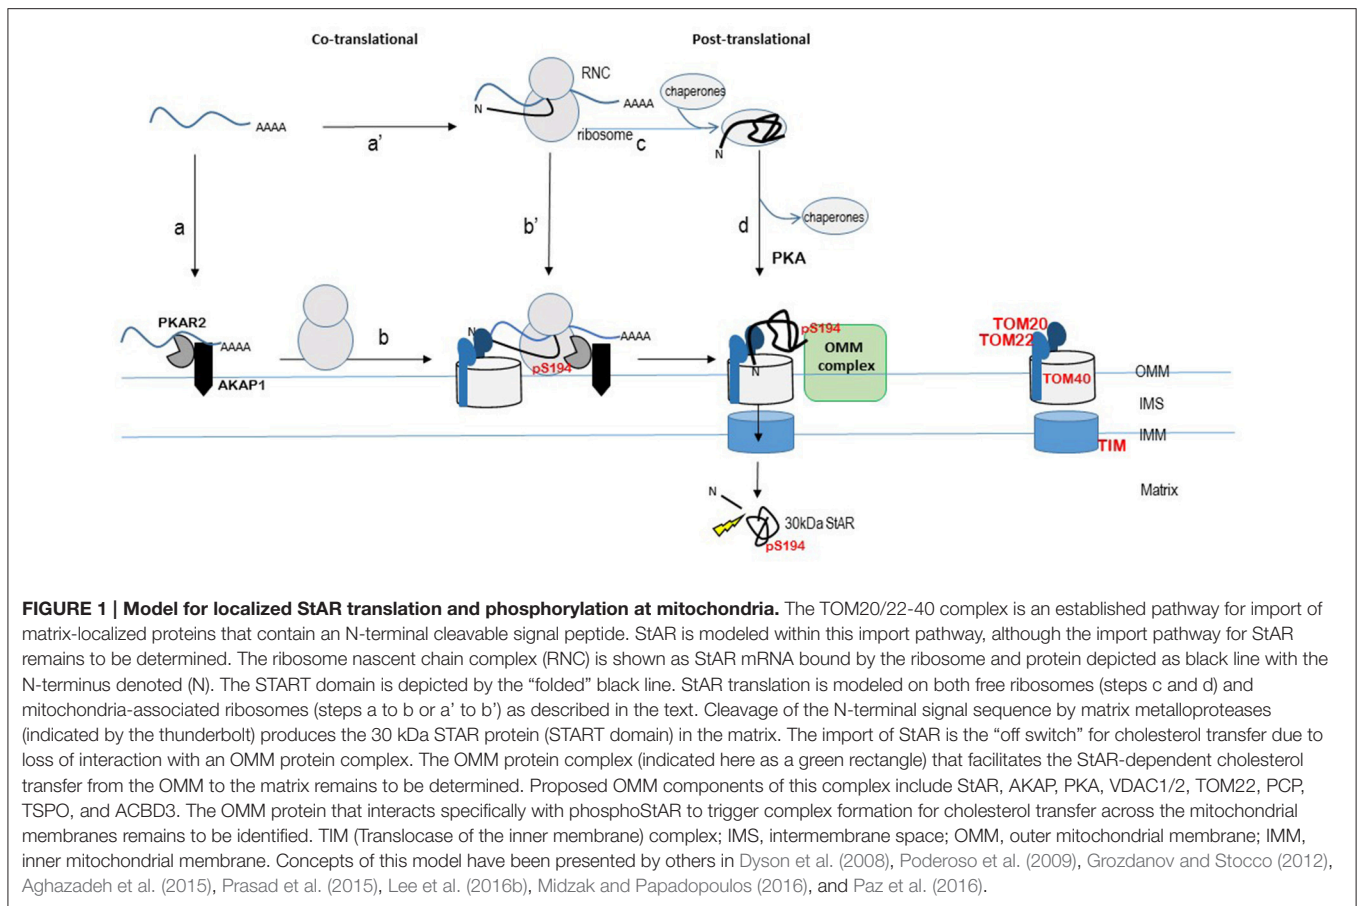 Co-translational
Post-translational
RNC
chaperones
N
AAAA
AAAA
a’
ribosome
c
N
a
b’
d
chaperones
PKA
PKAR2
AAAA
AKAP1
b
N
AAAA
pS194
pS194
N
OMM
complex
TOM20
TOM22
TOM40
OMM
IMS
IMM
TIM
Matrix
N
30kDa StAR
pS194
FIGURE 1 | Model for localized StAR translation and phosphorylation at mitochondria. The TOM20/22-40 complex is an established pathway for import of
matrix-localized proteins that contain an N-terminal cleavable signal peptide. StAR is modeled within this import pathway, although the import pathway for StAR
remains to be determined. The ribosome nascent chain complex (RNC) is shown as StAR mRNA bound by the ribosome and protein depicted as black line with the
N-terminus denoted (N). The START domain is depicted by the “folded” black line. StAR translation is modeled on both free ribosomes (steps c and d) and
mitochondria-associated ribosomes (steps a to b or a’ to b’) as described in the text. Cleavage of the N-terminal signal sequence by matrix metalloproteases
(indicated by the thunderbolt) produces the 30 kDa STAR protein (START domain) in the matrix. The import of StAR is the “off switch” for cholesterol transfer due to
loss of interaction with an OMM protein complex. The OMM protein complex (indicated here as a green rectangle) that facilitates the StAR-dependent cholesterol
transfer from the OMM to the matrix remains to be determined. Proposed OMM components of this complex include StAR, AKAP, PKA, VDAC1/2, TOM22, PCP,
TSPO, and ACBD3. The OMM protein that interacts specifically with phosphoStAR to trigger complex formation for cholesterol transfer across the mitochondrial
membranes remains to be identified. TIM (Translocase of the inner membrane) complex; IMS, intermembrane space; OMM, outer mitochondrial membrane; IMM,
inner mitochondrial membrane. Concepts of this model have been presented by others in Dyson et al. (2008), Poderoso et al. (2009), Grozdanov and Stocco (2012),
Aghazadeh et al. (2015), Prasad et al. (2015), Lee et al. (2016b), Midzak and Papadopoulos (2016), and Paz et al. (2016).